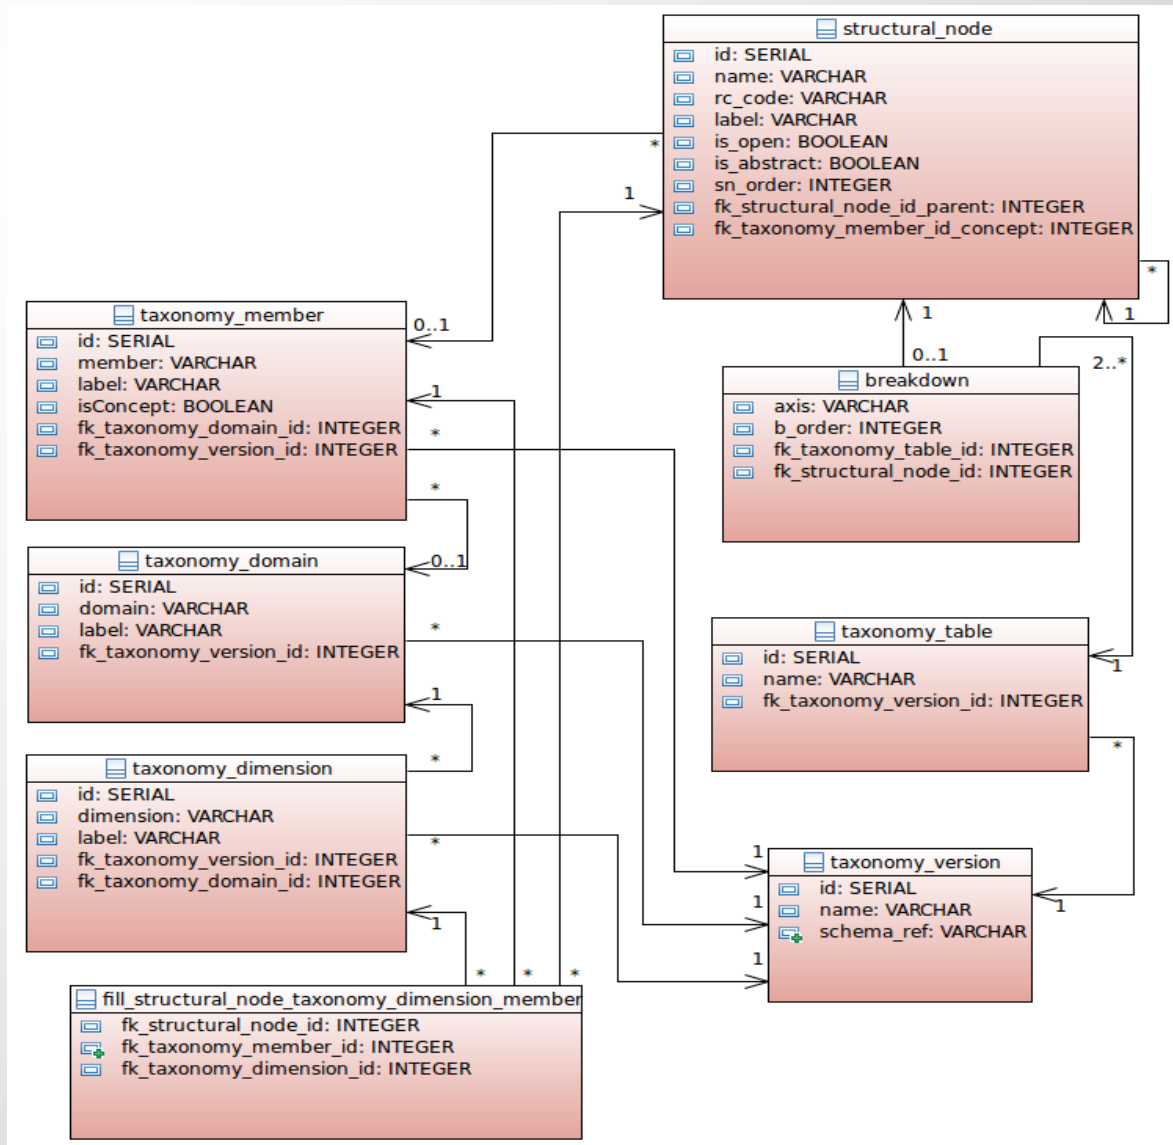 structural_node
id: SERIAL
name: VARCHAR
rc_code: VARCHAR
label: VARCHAR
is_open: BOOLEAN
is_abstract: BOOLEAN
sn_order: INTEGER
fk_structural_node_id_parent: INTEGER
fk_taxonomy_member_id_concept: INTEGER
*
1
*
1
1
0..1
0..1
2..*
taxonomy_member
id: SERIAL
member: VARCHAR
label: VARCHAR
isConcept: BOOLEAN
fk_taxonomy_domain_id: INTEGER
fk_taxonomy_version_id: INTEGER
1
*
*
breakdown
axis: VARCHAR
b_order: INTEGER
fk_taxonomy_table_id: INTEGER
fk_structural_node_id: INTEGER
taxonomy_domain
id: SERIAL
domain: VARCHAR
label: VARCHAR
fk_taxonomy_version_id: INTEGER
0..1
*
1
taxonomy_table
id: SERIAL
name: VARCHAR
fk_taxonomy_version_id: INTEGER
1
*
taxonomy_dimension
id: SERIAL
dimension: VARCHAR
label: VARCHAR
fk_taxonomy_version_id: INTEGER
fk_taxonomy_domain_id: INTEGER
*
*
1
taxonomy_version
id: SERIAL
name: VARCHAR
schema_ref: VARCHAR
1
1
1
1
* * *
fill_structural_node_taxonomy_dimension_member
fk_structural_node_id: INTEGER
fk_taxonomy_member_id: INTEGER
fk_taxonomy_dimension_id: INTEGER